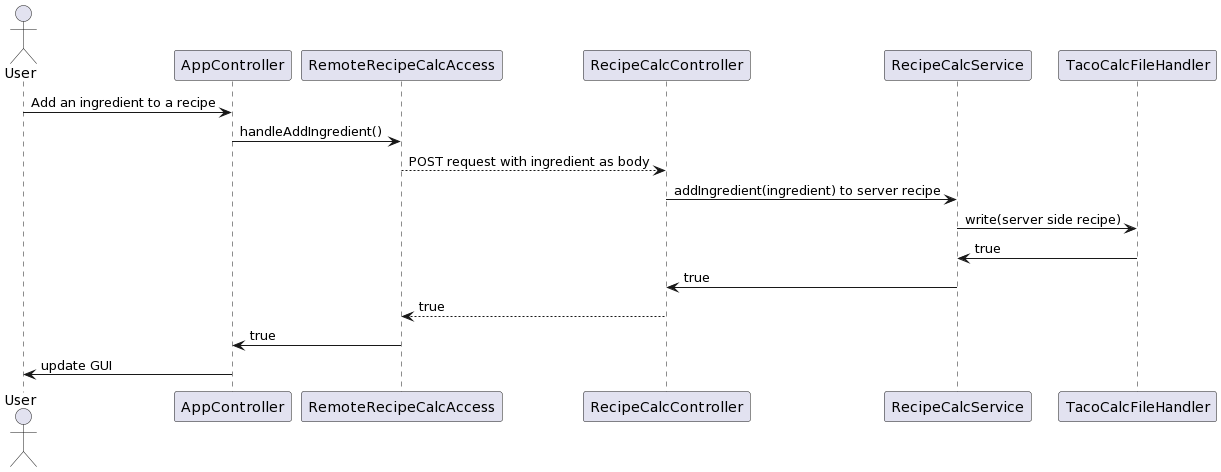 User
AppController
RemoteRecipeCalcAccess
RecipeCalcController
RecipeCalcService
TacoCalcFileHandler
Add an ingredient to a recipe
handleAddIngredient()
POST request with ingredient as body
addIngredient(ingredient) to server recipe
write(server side recipe)
true
true
true
true
update GUI
User
AppController
RemoteRecipeCalcAccess
RecipeCalcController
RecipeCalcService
TacoCalcFileHandler